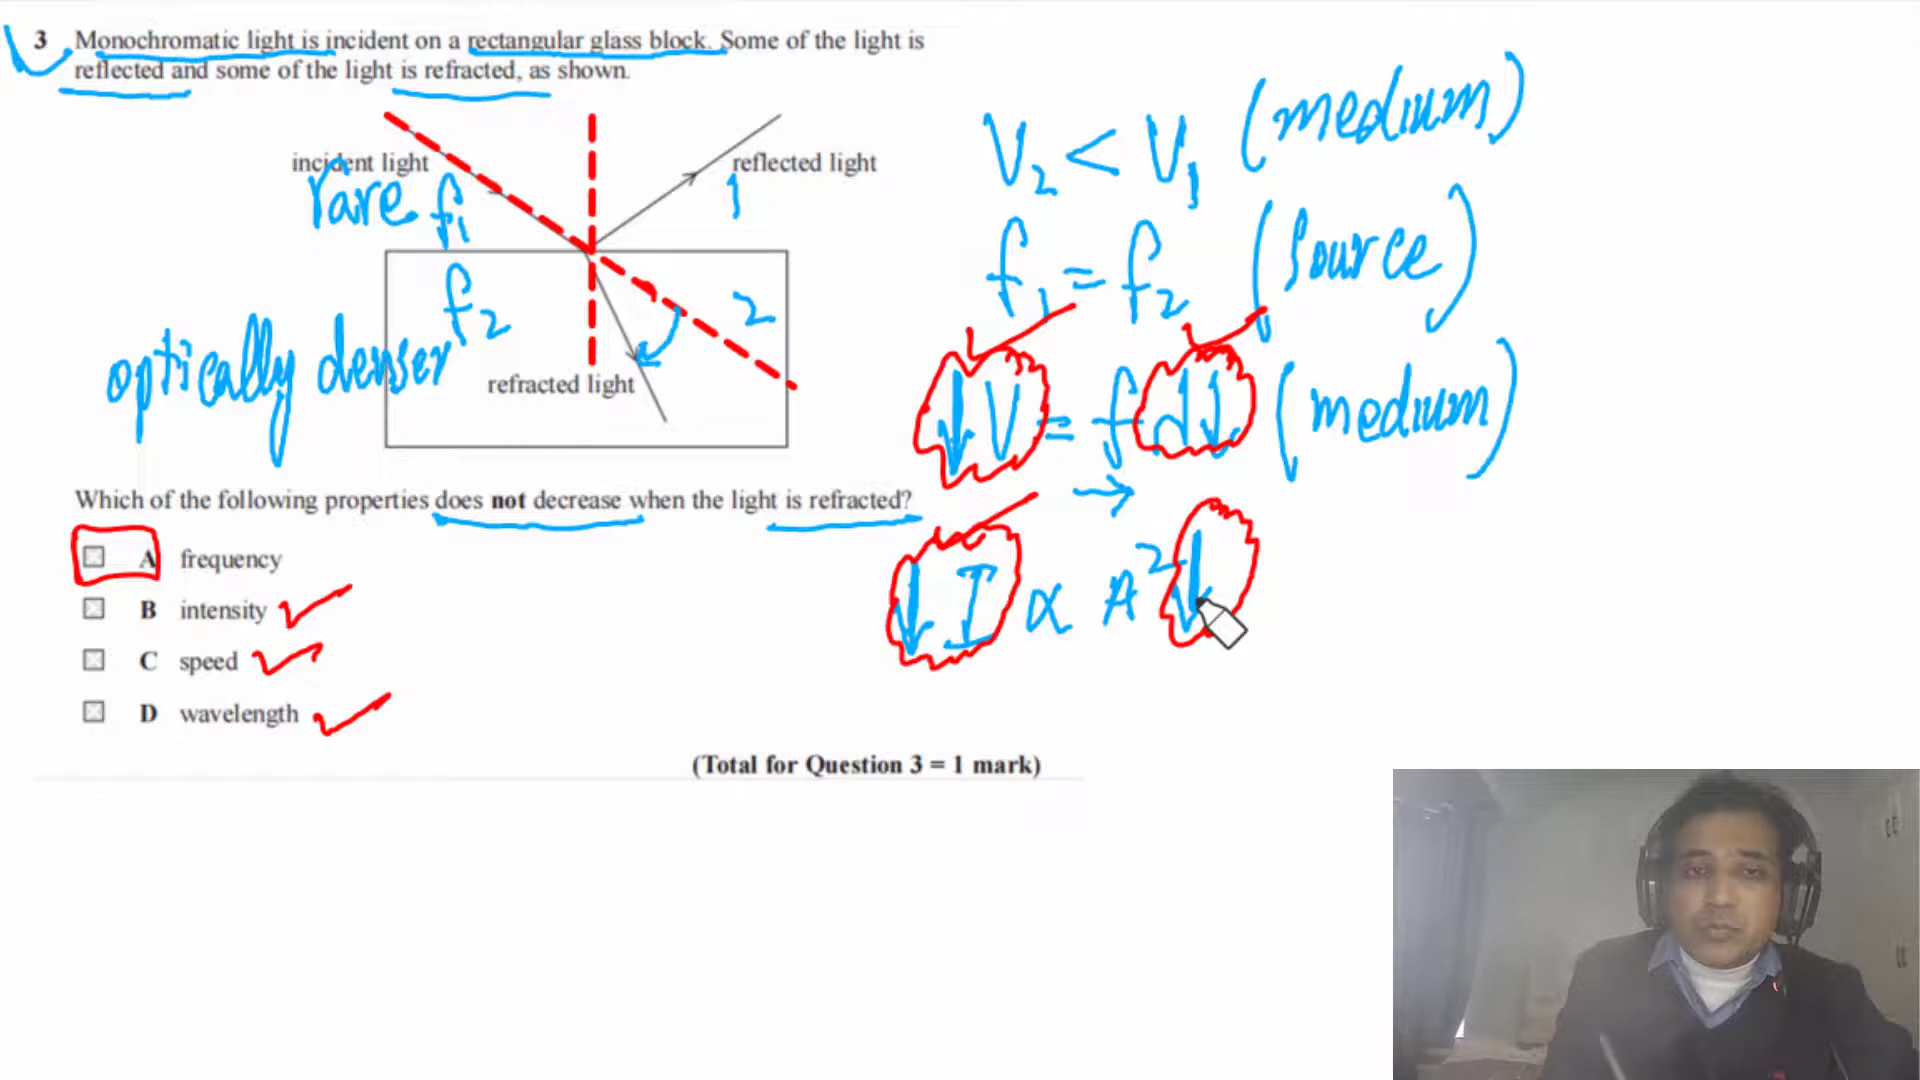 3 Monochromatic light is incident on a rectangular glass block. Some of the light is
reflected and some of the light is refracted, as shown.
incident light
reflected light
rare f1
1
f2
2
optically denser
refracted light
V2 < V1 (medium)
f1 = f2 (source)
↓V = fλ↓ (medium)
→
↓I ∝ A²↓
Which of the following properties does not decrease when the light is refracted?
A frequency
B intensity
C speed
D wavelength
(Total for Question 3 = 1 mark)